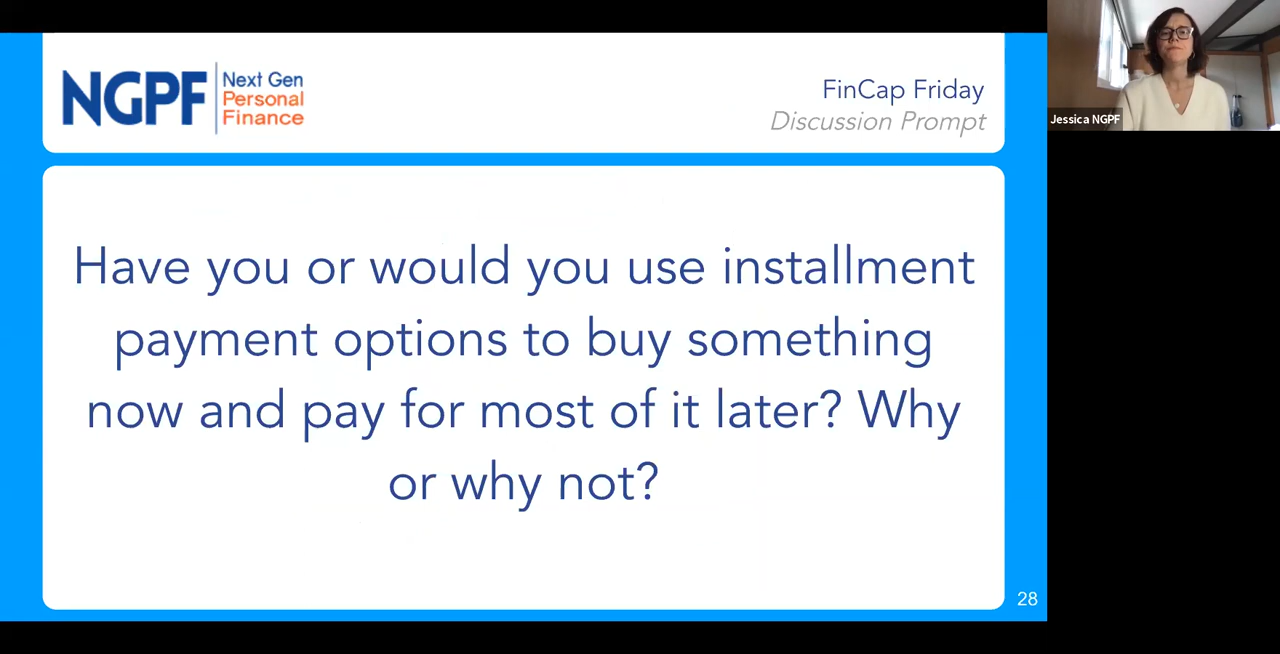 NGPF
Next Gen
Personal
Finance
FinCap Friday
Discussion Prompt
Jessica NGPF
Have you or would you use installment
payment options to buy something
now and pay for most of it later? Why
or why not?
28